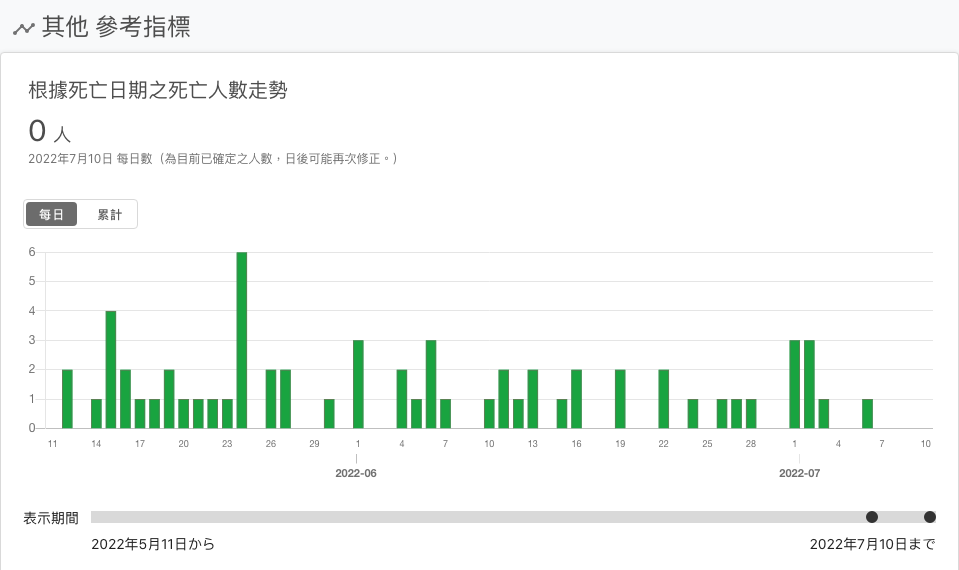 其他 參考指標
根據死亡日期之死亡人數走勢
0 人
2022年7月10日 每日數（為目前已確定之人數，日後可能再次修正。）
每日 累計
6
5
4
3
2
1
0
11 14 17 20 23 26 29 1 4 7 10 13 16 19 22 25 28 1 4 7 10
2022-06 2022-07
表示期間
2022年5月11日から 2022年7月10日まで